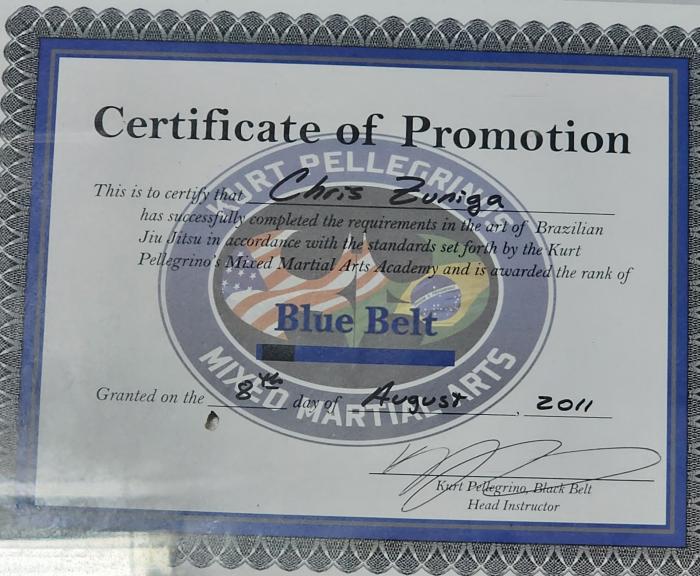 Certificate of Promotion
KURT PELLEGRINO'S
This is to certify that Chris Zuniga
has successfully completed the requirements in the art of Brazilian
Jiu Jitsu in accordance with the standards set forth by the Kurt
Pellegrino's Mixed Martial Arts Academy and is awarded the rank of
Blue Belt
MIXED MARTIAL ARTS
Granted on the 8th day of August, 2011
Kurt Pellegrino, Black Belt
Head Instructor